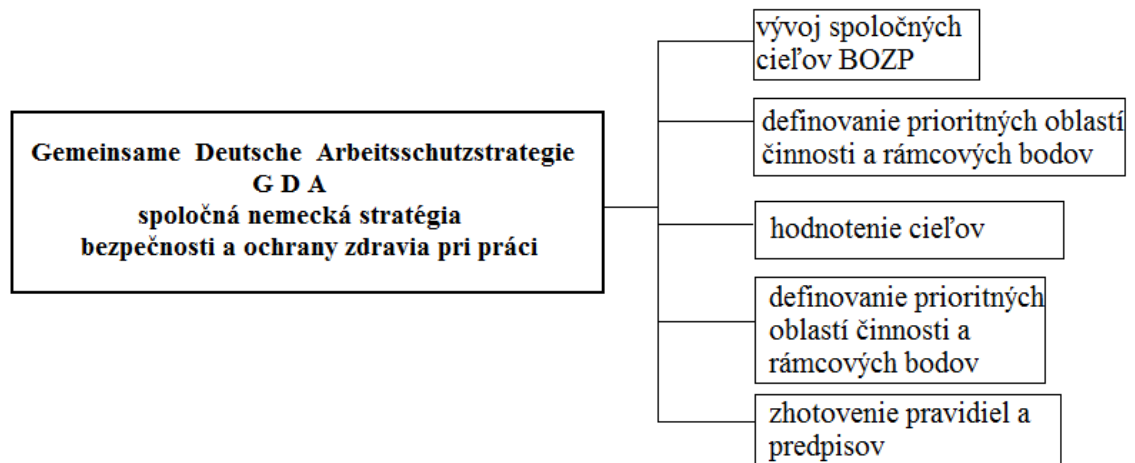 Gemeinsame Deutsche Arbeitsschutzstrategie
G D A
spoločná nemecká stratégia
bezpečnosti a ochrany zdravia pri práci
vývoj spoločných
cieľov BOZP
definovanie prioritných oblastí
činnosti a rámcových bodov
hodnotenie cieľov
definovanie prioritných
oblastí činnosti a
rámcových bodov
zhotovenie pravidiel a
predpisov